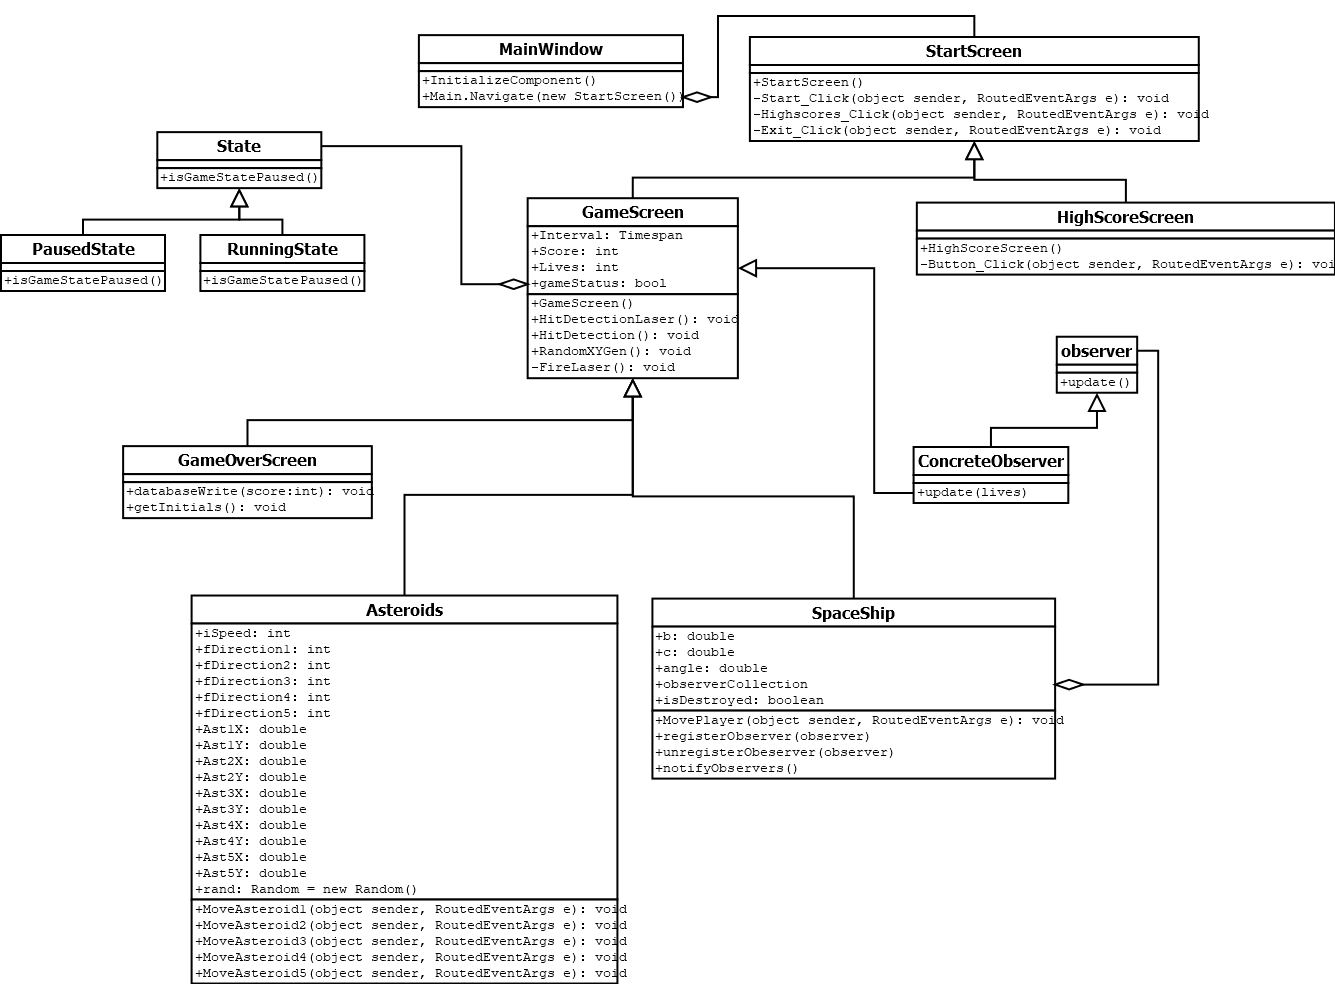 MainWindow
+InitializeComponent()
+Main.Navigate(new StartScreen())
StartScreen
+StartScreen()
-Start_Click(object sender, RoutedEventArgs e): void
-Highscores_Click(object sender, RoutedEventArgs e): void
-Exit_Click(object sender, RoutedEventArgs e): void
State
+isGameStatePaused()
PausedState
+isGameStatePaused()
RunningState
+isGameStatePaused()
GameScreen
+Interval: Timespan
+Score: int
+Lives: int
+gameStatus: bool
+GameScreen()
+HitDetectionLaser(): void
+HitDetection(): void
+RandomXYGen(): void
-FireLaser(): void
HighScoreScreen
+HighScoreScreen()
-Button_Click(object sender, RoutedEventArgs e): voi
observer
+update()
ConcreteObserver
+update(lives)
GameOverScreen
+databaseWrite(score:int): void
+getInitials(): void
Asteroids
+iSpeed: int
+fDirection1: int
+fDirection2: int
+fDirection3: int
+fDirection4: int
+fDirection5: int
+Ast1X: double
+Ast1Y: double
+Ast2X: double
+Ast2Y: double
+Ast3X: double
+Ast3Y: double
+Ast4X: double
+Ast4Y: double
+Ast5X: double
+Ast5Y: double
+rand: Random = new Random()
+MoveAsteroid1(object sender, RoutedEventArgs e): void
+MoveAsteroid2(object sender, RoutedEventArgs e): void
+MoveAsteroid3(object sender, RoutedEventArgs e): void
+MoveAsteroid4(object sender, RoutedEventArgs e): void
+MoveAsteroid5(object sender, RoutedEventArgs e): void
SpaceShip
+b: double
+c: double
+angle: double
+observerCollection
+isDestroyed: boolean
+MovePlayer(object sender, RoutedEventArgs e): void
+registerObserver(observer)
+unregisterObeserver(observer)
+notifyObservers()